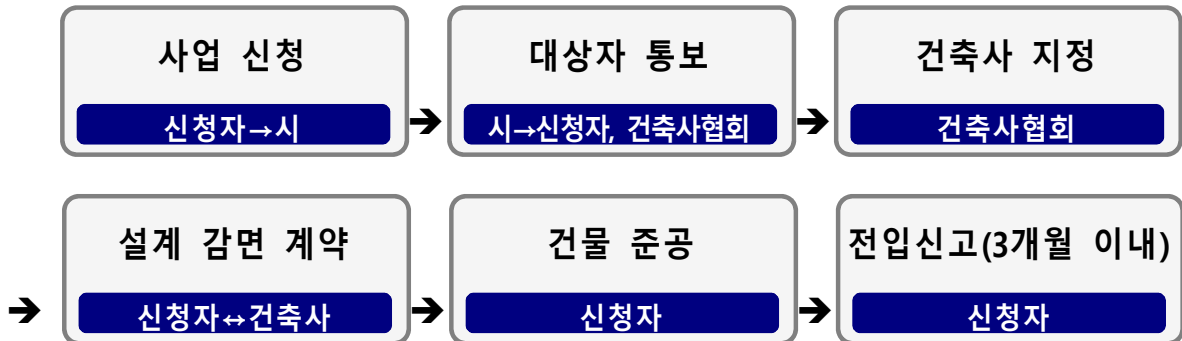 사업 신청
신청자→시
➔
대상자 통보
시→신청자, 건축사협회
➔
건축사 지정
건축사협회
➔
설계 감면 계약
신청자↔건축사
➔
건물 준공
신청자
➔
전입신고(3개월 이내)
신청자